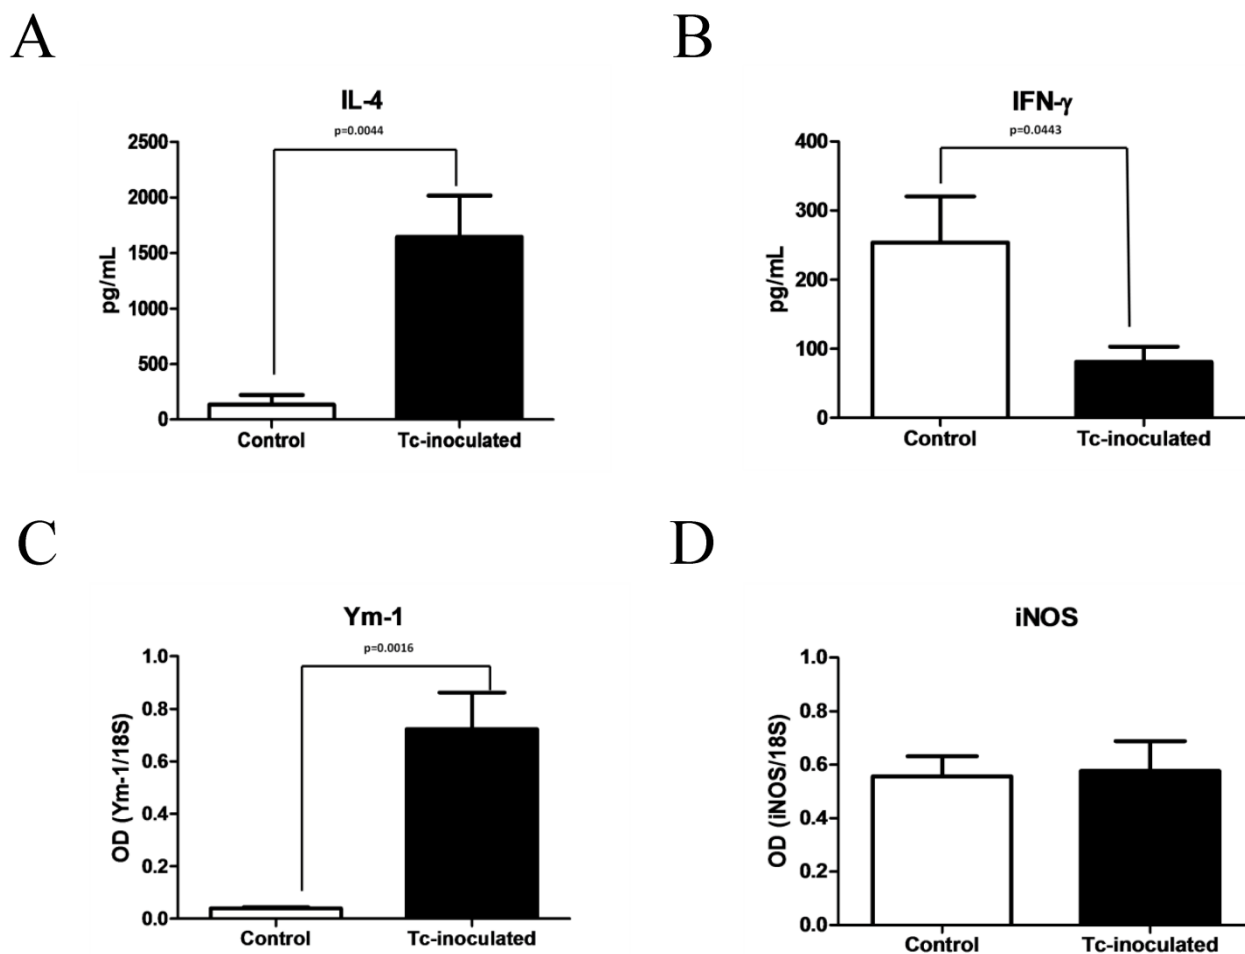 A
IL-4
p=0.0044
2500
2000
1500
1000
500
0
pg/mL
Control Tc-inoculated
B
IFN-γ
p=0.0443
400
300
200
100
0
pg/mL
Control Tc-inoculated
C
Ym-1
p=0.0016
1.0
0.8
0.6
0.4
0.2
0.0
OD (Ym-1/18S)
Control Tc-inoculated
D
iNOS
1.0
0.8
0.6
0.4
0.2
0.0
OD (iNOS/18S)
Control Tc-inoculated